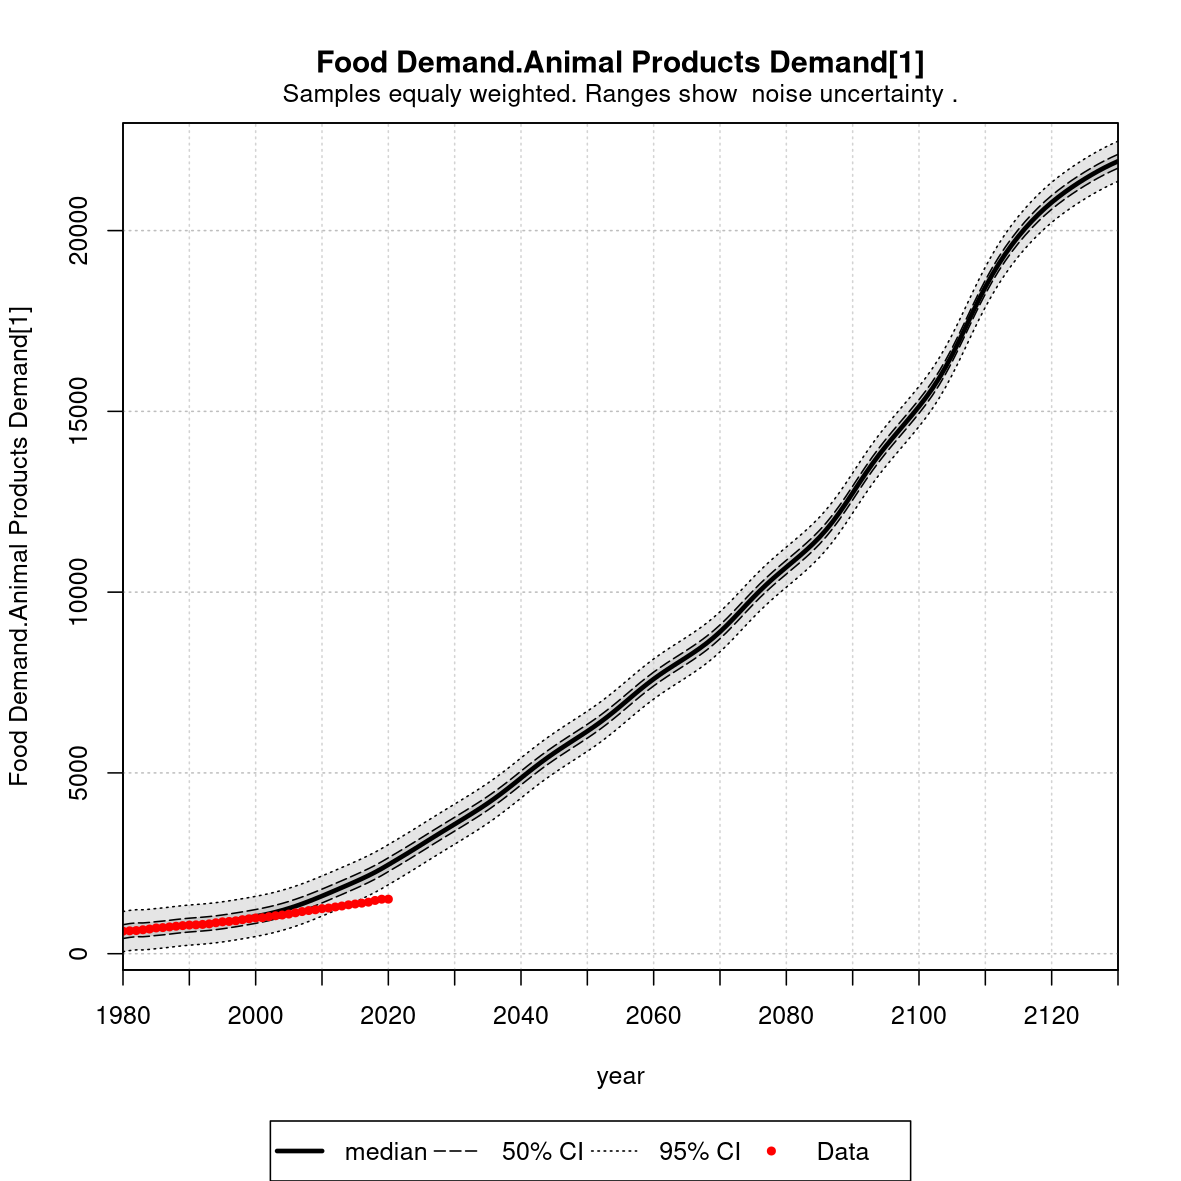 Food Demand.Animal Products Demand[1]
Samples equaly weighted. Ranges show  noise uncertainty .
Food Demand.Animal Products Demand[1]
20000
15000
10000
5000
0
1980 2000 2020 2040 2060 2080 2100 2120
year
median 50% CI 95% CI Data